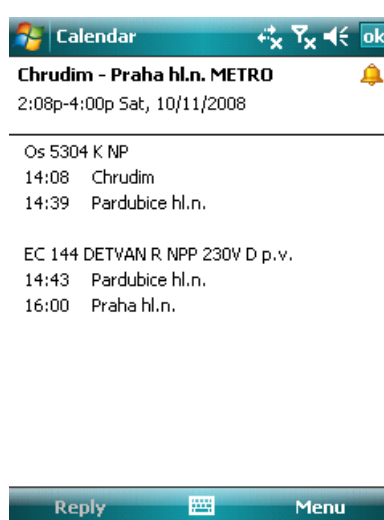 Calendar ok
Chrudim - Praha hl.n. METRO
2:08p-4:00p Sat, 10/11/2008
Os 5304 K NP
14:08 Chrudim
14:39 Pardubice hl.n.
EC 144 DETVAN R NPP 230V D p.v.
14:43 Pardubice hl.n.
16:00 Praha hl.n.
Reply Menu